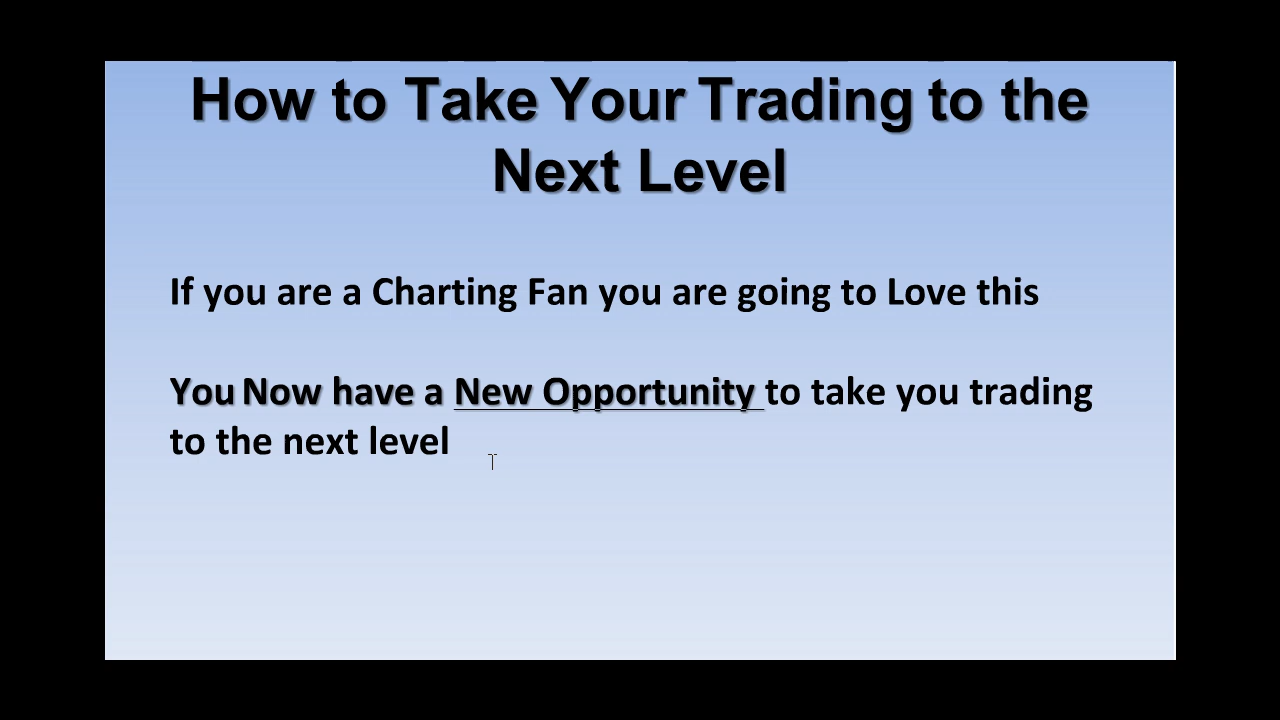 How to Take Your Trading to the
Next Level
If you are a Charting Fan you are going to Love this
You Now have a New Opportunity to take you trading
to the next level